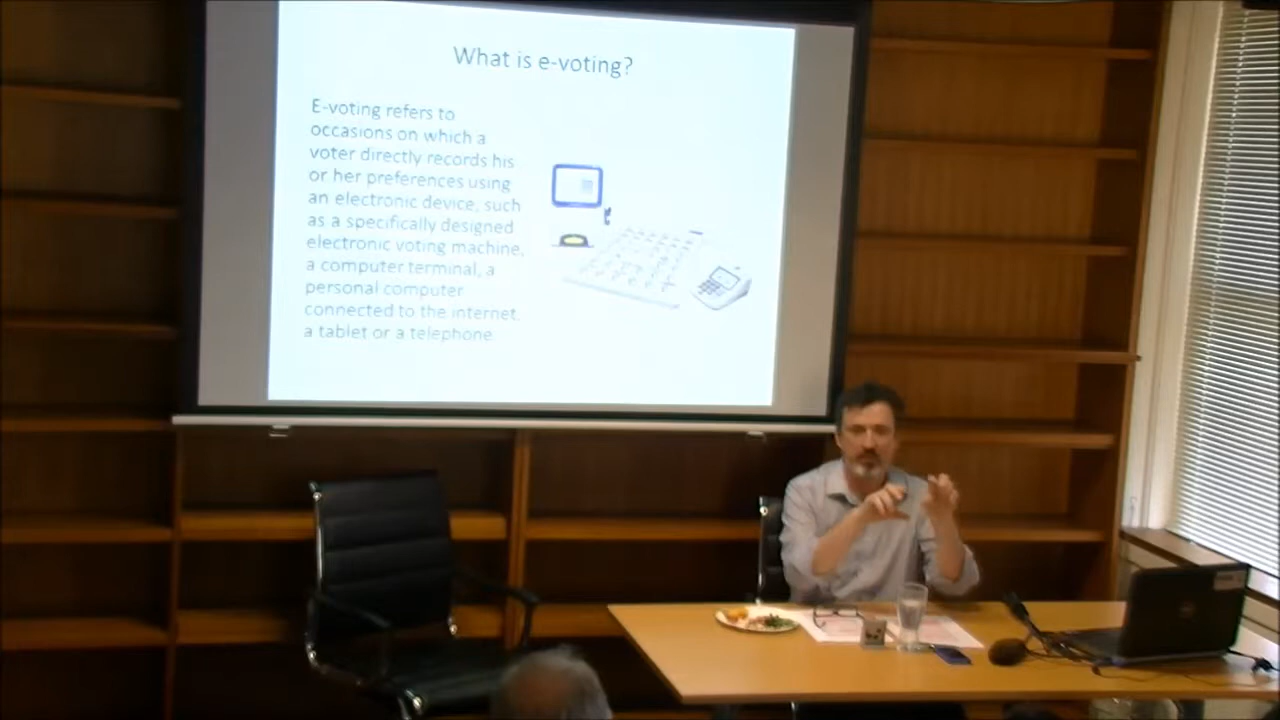 What is e-voting?
E-voting refers to
occasions on which a
voter directly records his
or her preferences using
an electronic device, such
as a specifically designed
electronic voting machine,
a computer terminal, a
personal computer
connected to the internet,
a tablet or a telephone.